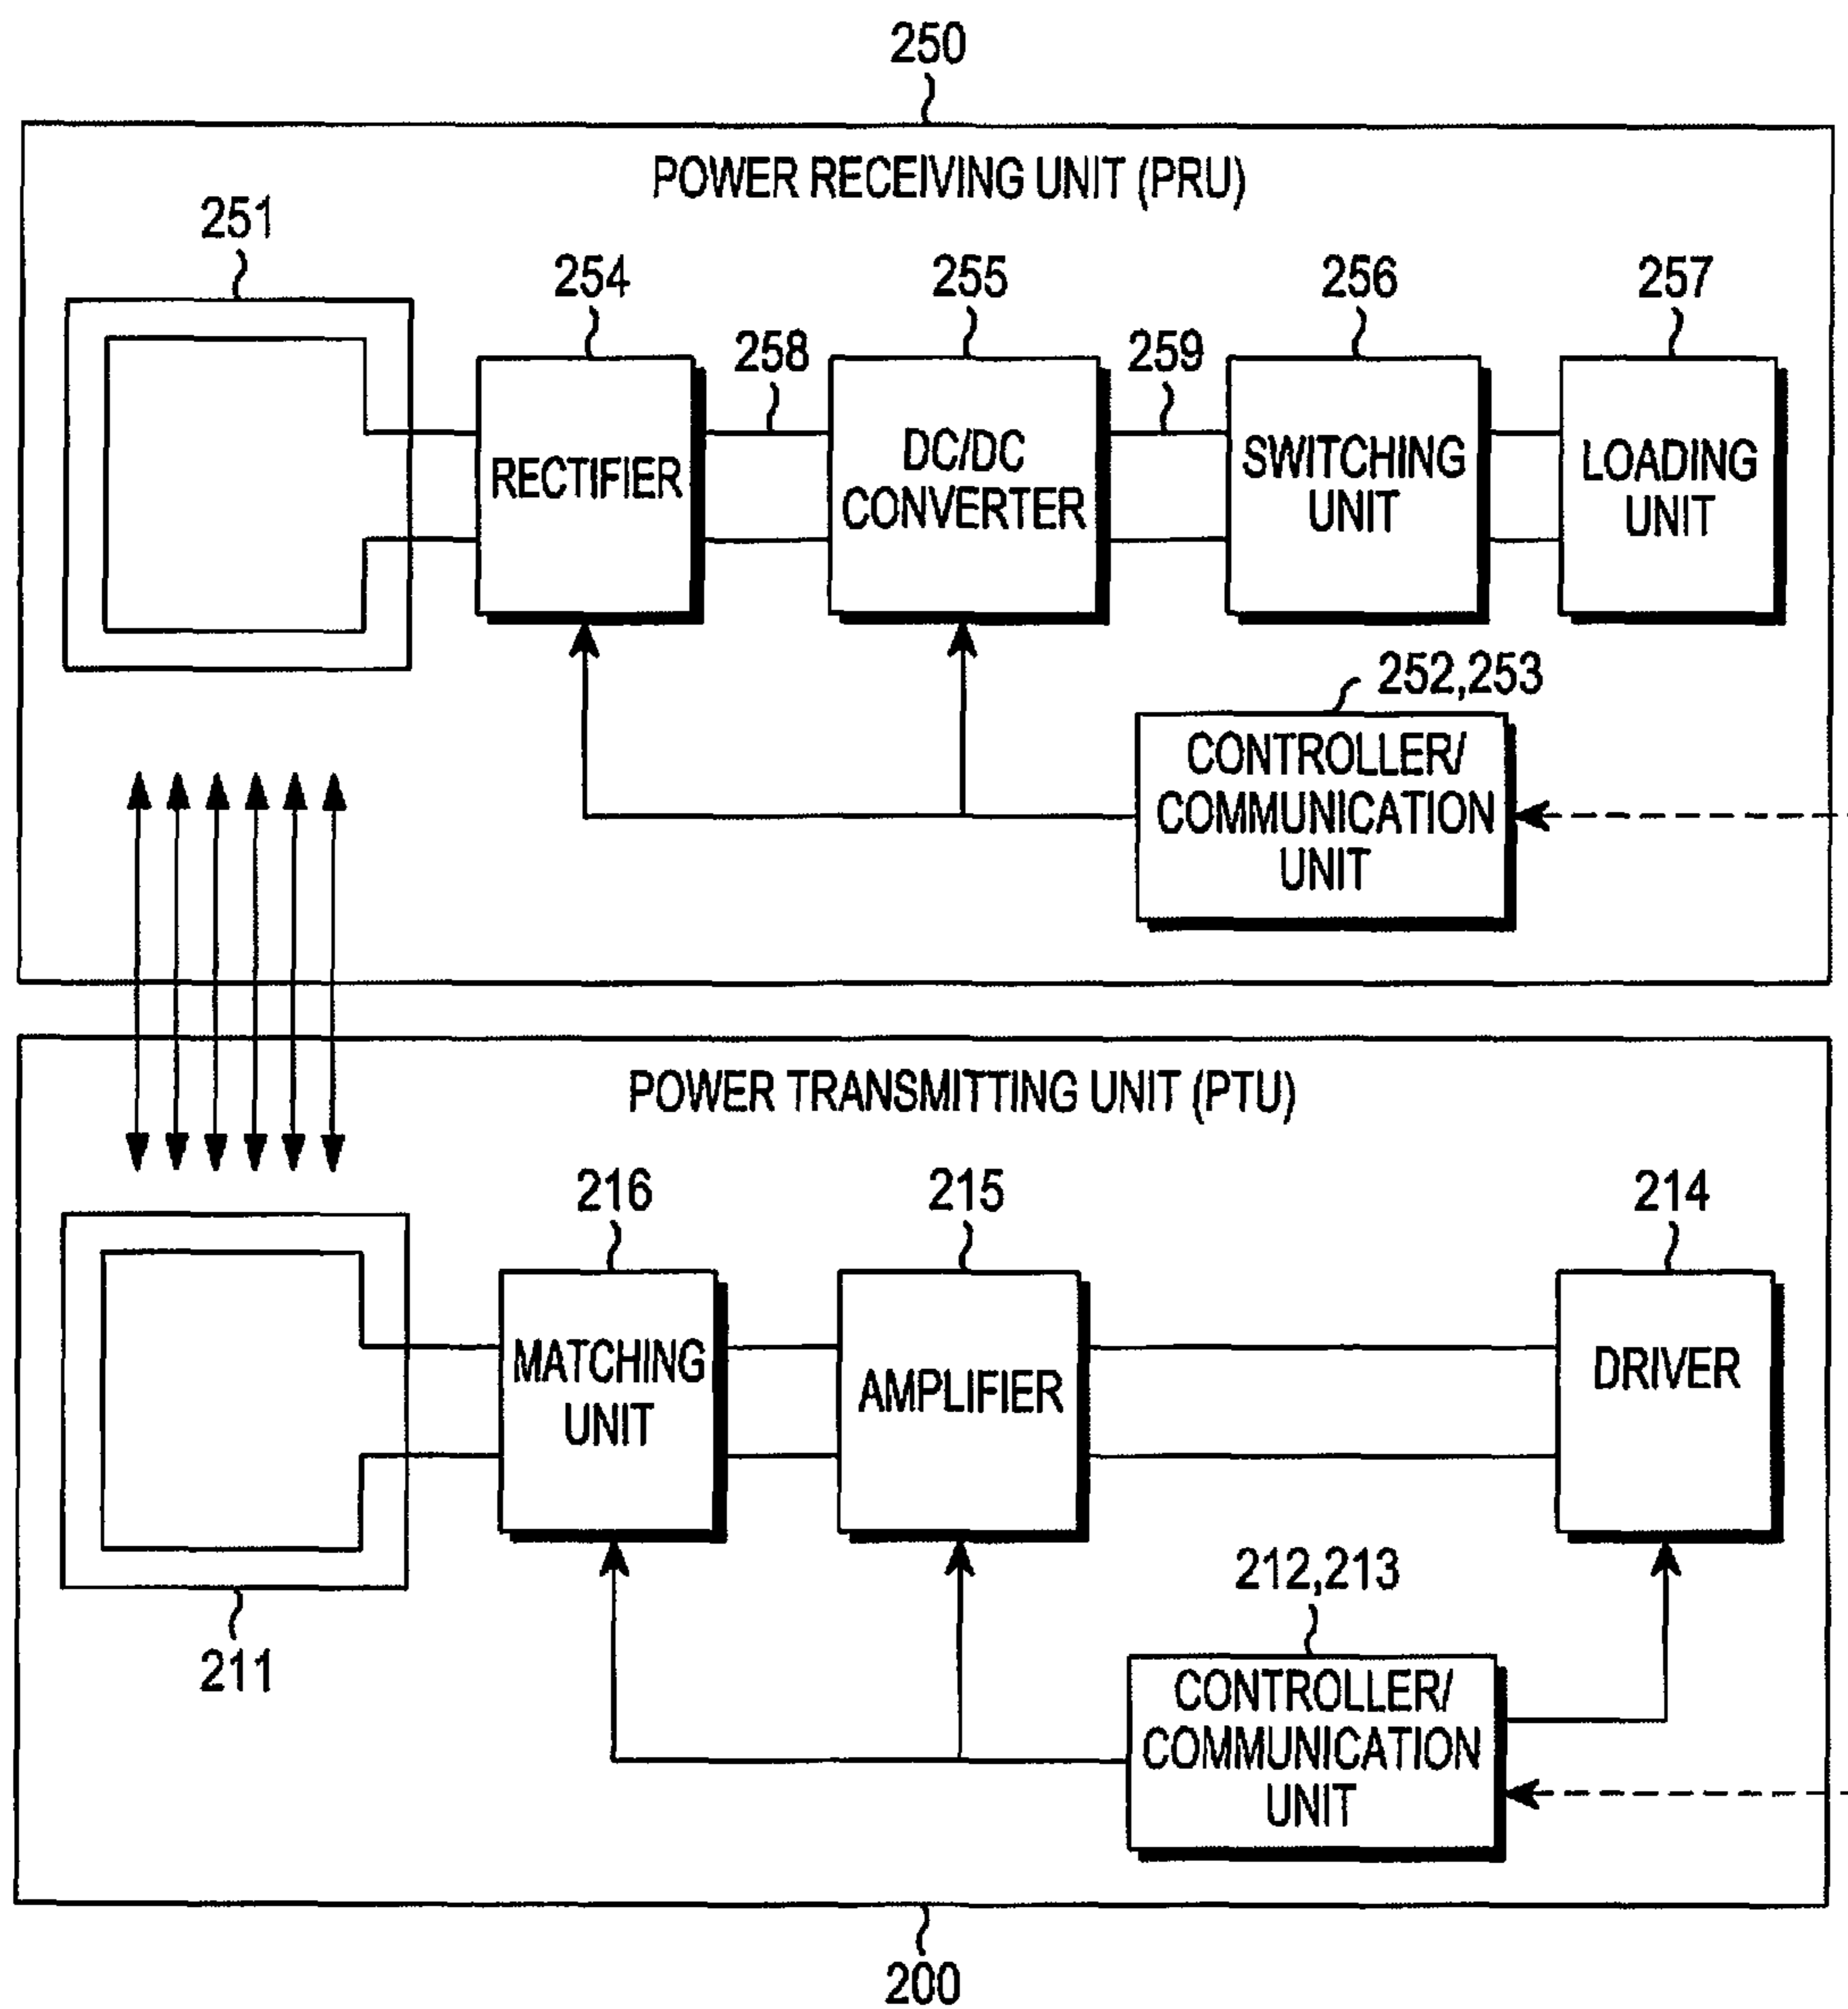 250
POWER RECEIVING UNIT (PRU)
251
254
255
256
257
258
259
RECTIFIER
DC/DC
CONVERTER
SWITCHING
UNIT
LOADING
UNIT
252,253
CONTROLLER/
COMMUNICATION
UNIT
POWER TRANSMITTING UNIT (PTU)
216
215
214
MATCHING
UNIT
AMPLIFIER
DRIVER
211
212,213
CONTROLLER/
COMMUNICATION
UNIT
200